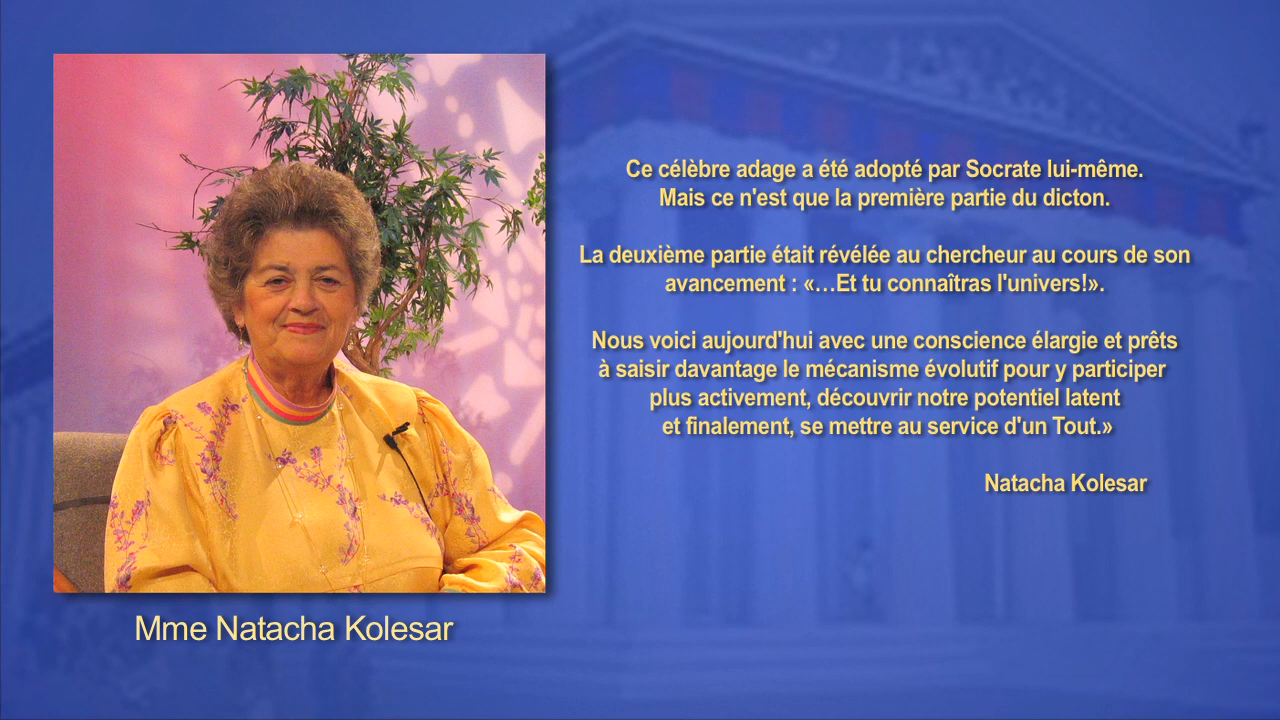 Ce célèbre adage a été adopté par Socrate lui-même.
Mais ce n'est que la première partie du dicton.
La deuxième partie était révélée au chercheur au cours de son
avancement : «…Et tu connaîtras l'univers!».
Nous voici aujourd'hui avec une conscience élargie et prêts
à saisir davantage le mécanisme évolutif pour y participer
plus activement, découvrir notre potentiel latent
et finalement, se mettre au service d'un Tout.»
Natacha Kolesar
Mme Natacha Kolesar